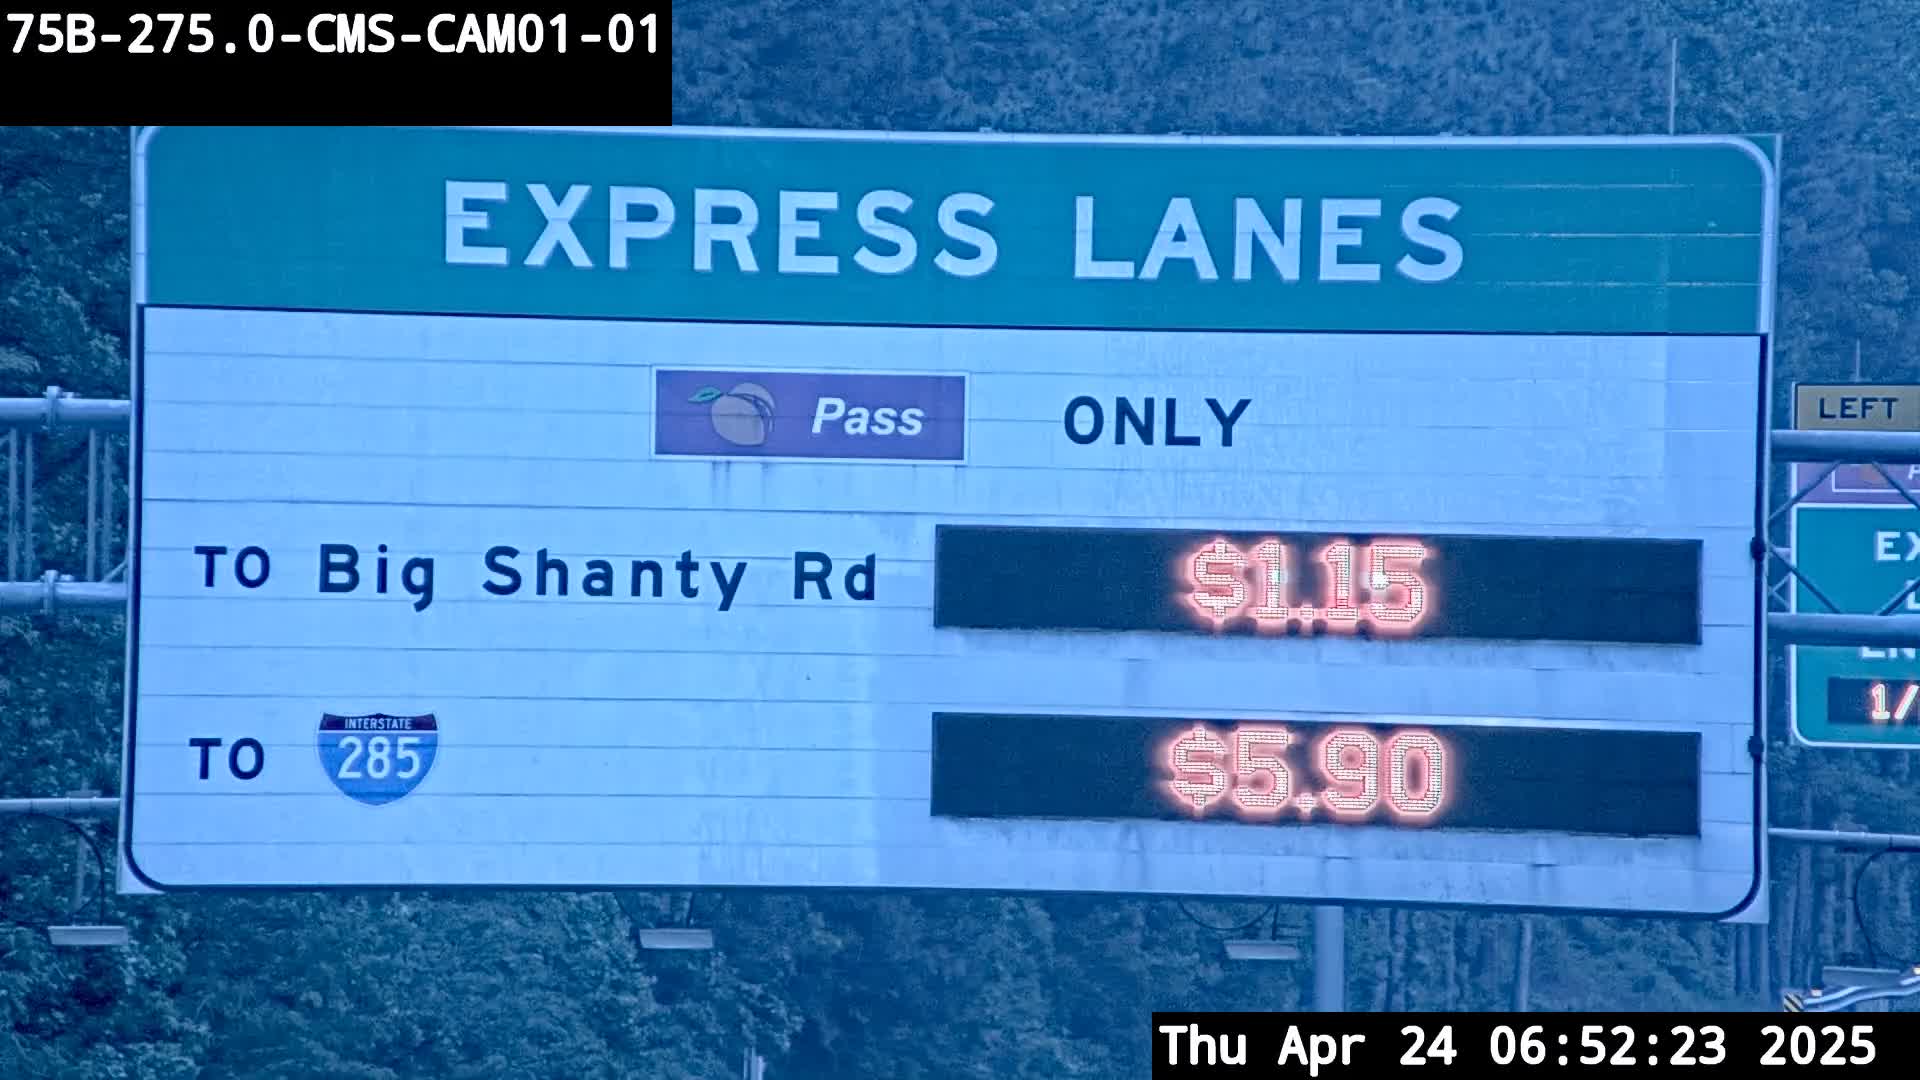 75B-275.0-CMS-CAM01-01
EXPRESS LANES
Pass ONLY
TO Big Shanty Rd $1.15
TO INTERSTATE 285 $5.90
LEFT
1/
Thu Apr 24 06:52:23 2025